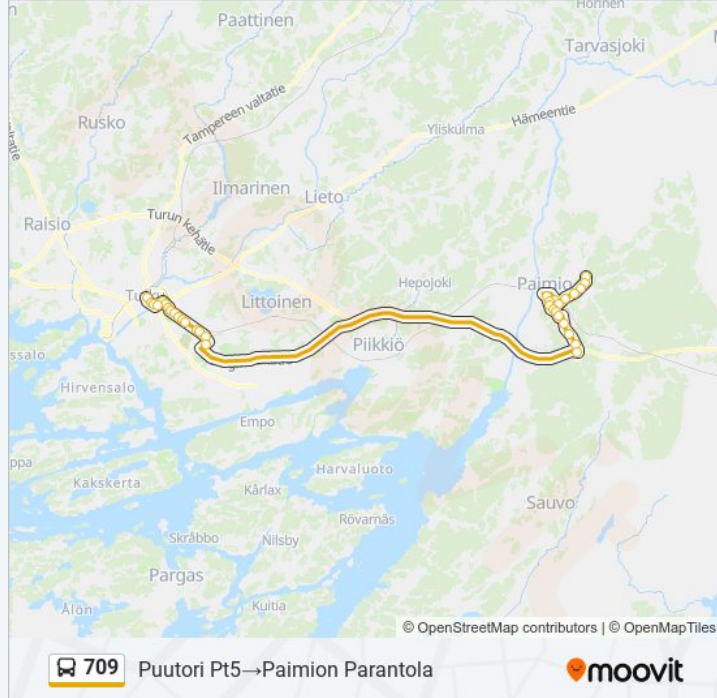 Paattinen
Horinen
Tarvasjoki
Tampereen valtatie
Hämeentie
Rusko
Yliskulma
Ilmarinen
Lieto
Raisio
Turun kehätie
Hepojoki
Paimio
Littoinen
Piikkiö
Hirvensalo
Empo
Harvaluoto
Kakskerta
Kårlax
Sauvo
Rövarnäs
Skråbbo
Nilsby
Pargas
Kuitia
Ålön
© OpenStreetMap contributors | © OpenMapTiles
709 Puutori Pt5→Paimion Parantola
moovit